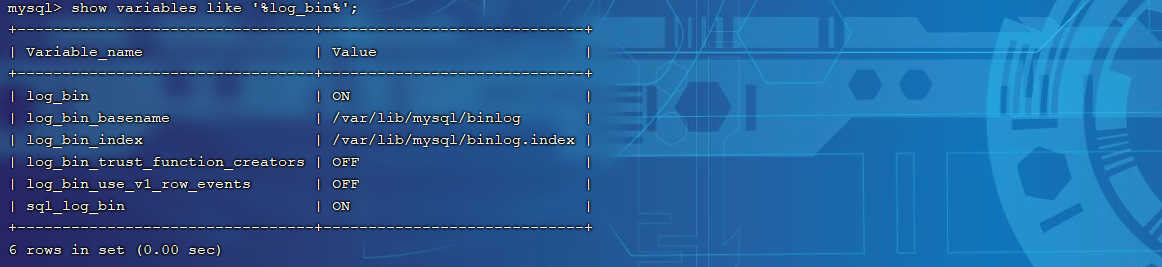 mysql> show variables like '%log_bin%';
+---------------------------------+-----------------------------+
| Variable_name                   | Value                       |
+---------------------------------+-----------------------------+
| log_bin                         | ON                          |
| log_bin_basename                | /var/lib/mysql/binlog       |
| log_bin_index                   | /var/lib/mysql/binlog.index |
| log_bin_trust_function_creators | OFF                         |
| log_bin_use_v1_row_events       | OFF                         |
| sql_log_bin                     | ON                          |
+---------------------------------+-----------------------------+
6 rows in set (0.00 sec)